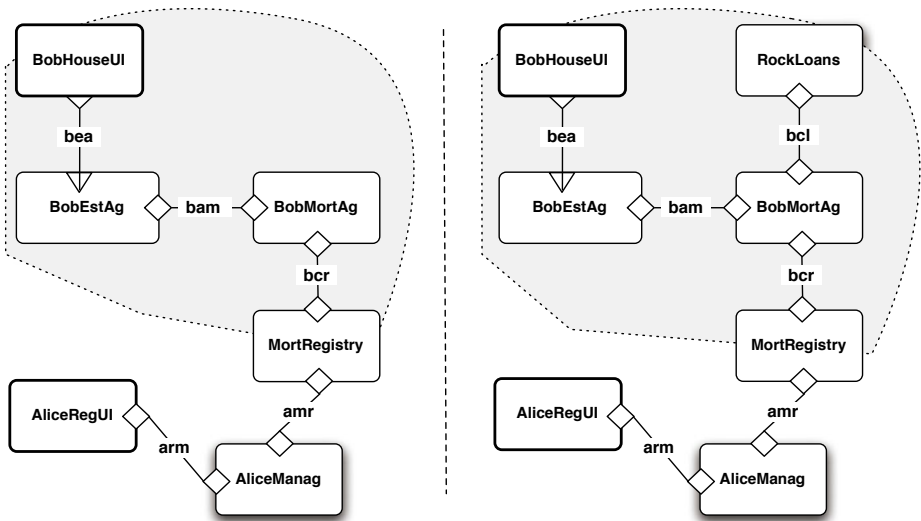 BobHouseUI
bea
BobEstAg
bam
BobMortAg
bcr
MortRegistry
AliceRegUI
amr
arm
AliceManag
BobHouseUI
RockLoans
bea
bcl
BobEstAg
bam
BobMortAg
bcr
MortRegistry
AliceRegUI
amr
arm
AliceManag